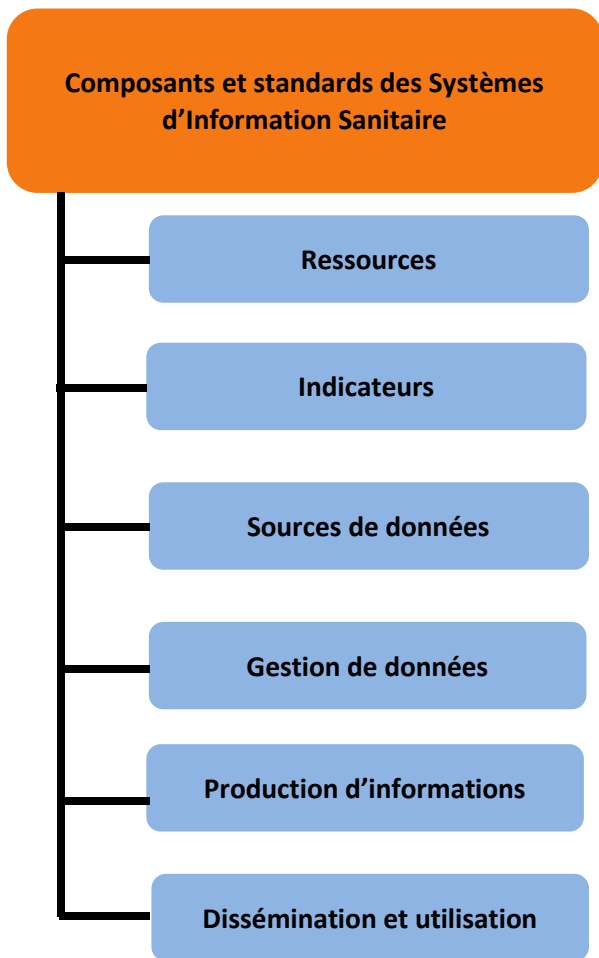 Composants et standards des Systèmes
d’Information Sanitaire
Ressources
Indicateurs
Sources de données
Gestion de données
Production d’informations
Dissémination et utilisation